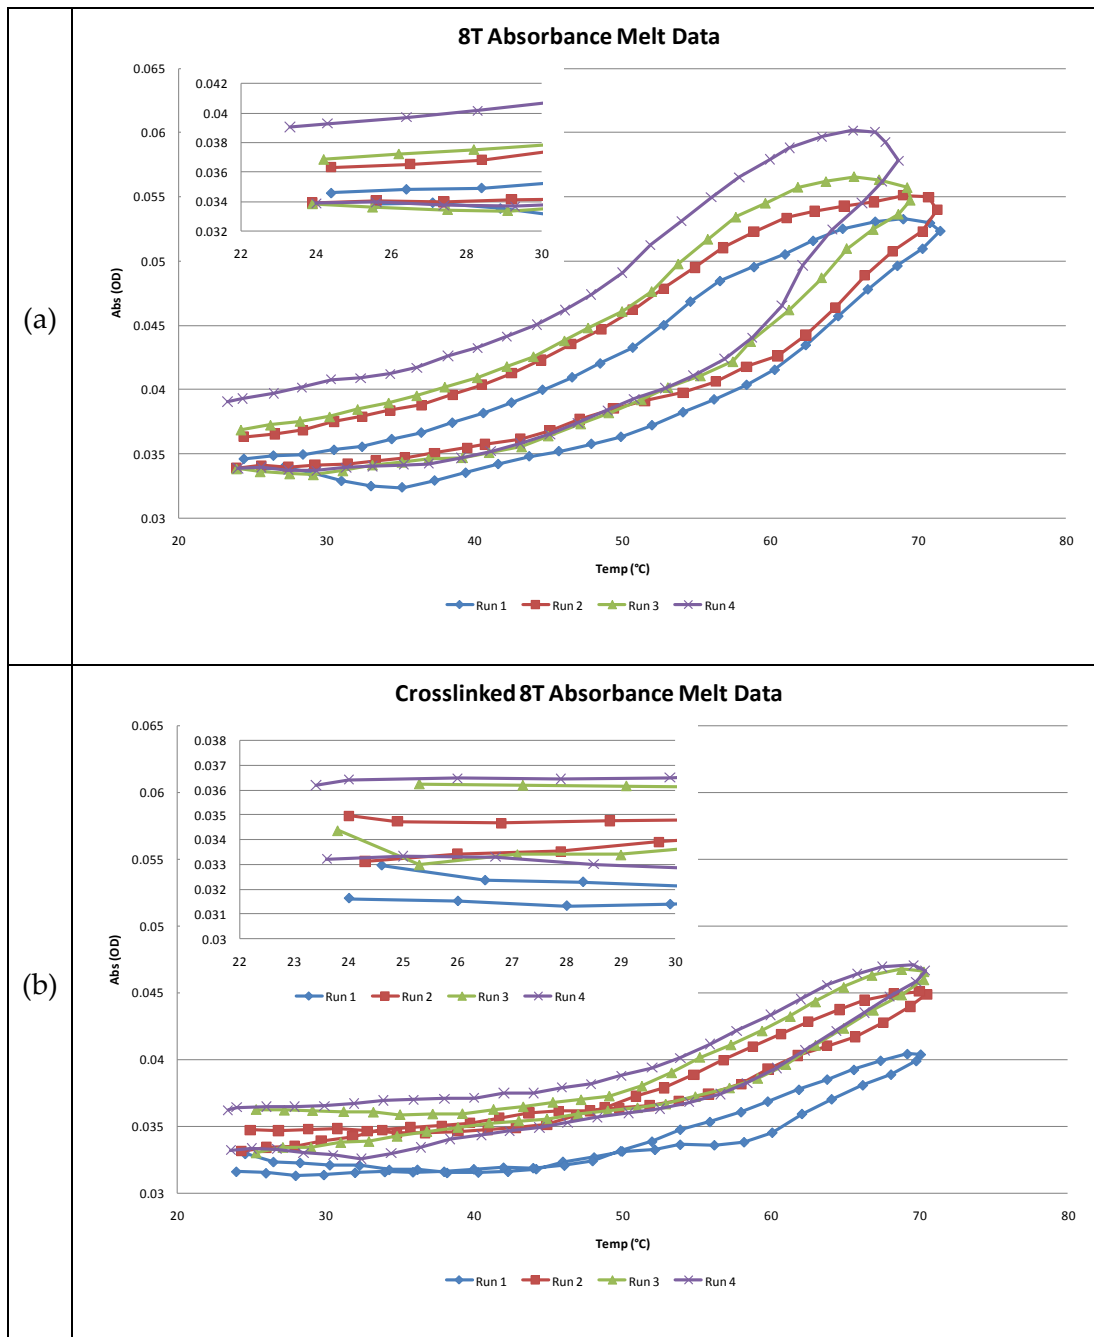 (a)
8T Absorbance Melt Data
0.065
0.06
0.055
0.05
0.045
0.04
0.035
0.03
Abs (OD)
20 30 40 50 60 70 80
Temp (°C)
0.042
0.04
0.038
0.036
0.034
0.032
22 24 26 28 30
Run 1 Run 2 Run 3 Run 4
(b)
Crosslinked 8T Absorbance Melt Data
0.065
0.06
0.055
0.05
0.045
0.04
0.035
0.03
Abs (OD)
0.038
0.037
0.036
0.035
0.034
0.033
0.032
0.031
0.03
22 23 24 25 26 27 28 29 30
Run 1 Run 2 Run 3 Run 4
20 30 40 50 60 70 80
Temp (°C)
Run 1 Run 2 Run 3 Run 4